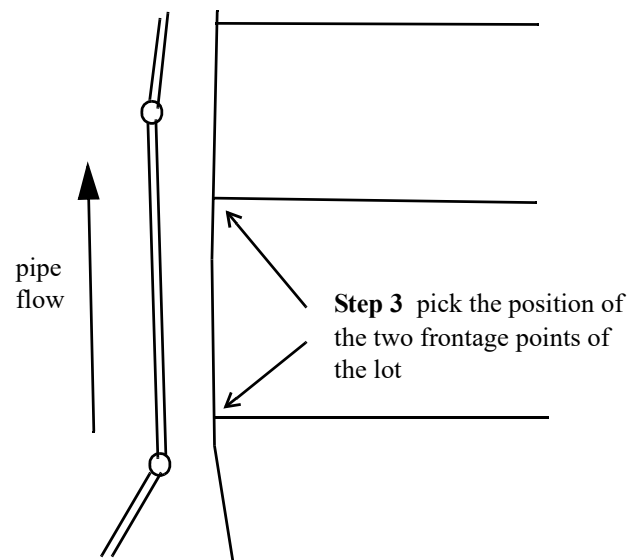 pipe
flow
Step 3 pick the position of
the two frontage points of
the lot